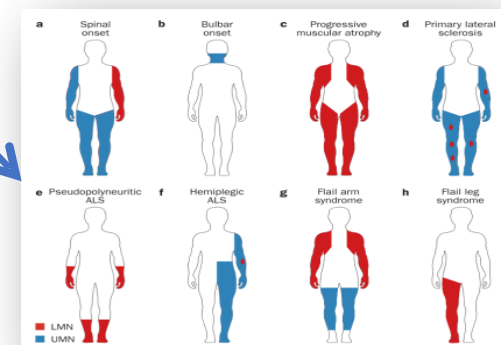 a Spinal onset
b Bulbar onset
c Progressive muscular atrophy
d Primary lateral sclerosis
e Pseudopolyneuritic ALS
f Hemiplegic ALS
g Flail arm syndrome
h Flail leg syndrome
LMN
UMN